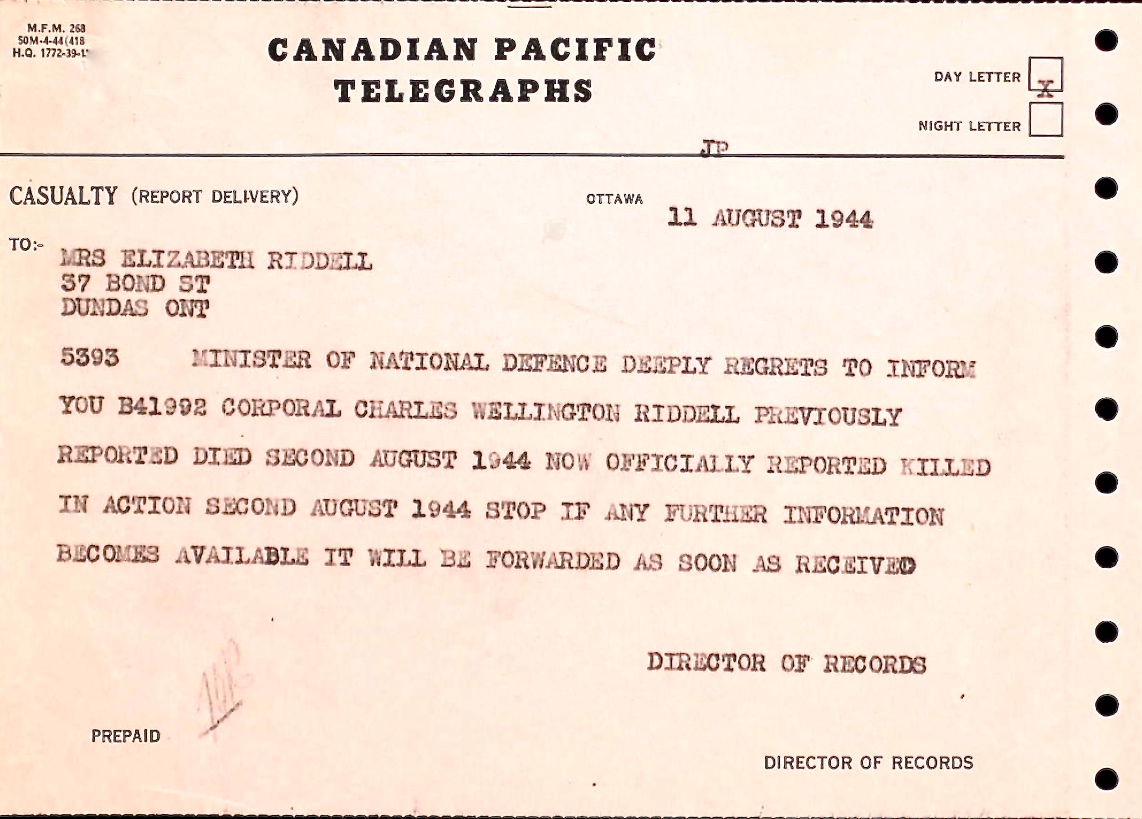 M.F.M. 268
50M-4-44(418
H.Q. 1772-39-1
CANADIAN PACIFIC
TELEGRAPHS
DAY LETTER X
NIGHT LETTER
JP
CASUALTY (REPORT DELIVERY)
OTTAWA
11 AUGUST 1944
TO:-
MRS ELIZABETH RIDDELL
37 BOND ST
DUNDAS ONT
5393 MINISTER OF NATIONAL DEFENCE DEEPLY REGRETS TO INFORM
YOU B41992 CORPORAL CHARLES WELLINGTON RIDDELL PREVIOUSLY
REPORTED DIED SECOND AUGUST 1944 NOW OFFICIALLY REPORTED KILLED
IN ACTION SECOND AUGUST 1944 STOP IF ANY FURTHER INFORMATION
BECOMES AVAILABLE IT WILL BE FORWARDED AS SOON AS RECEIVED
DIRECTOR OF RECORDS
PREPAID
DIRECTOR OF RECORDS